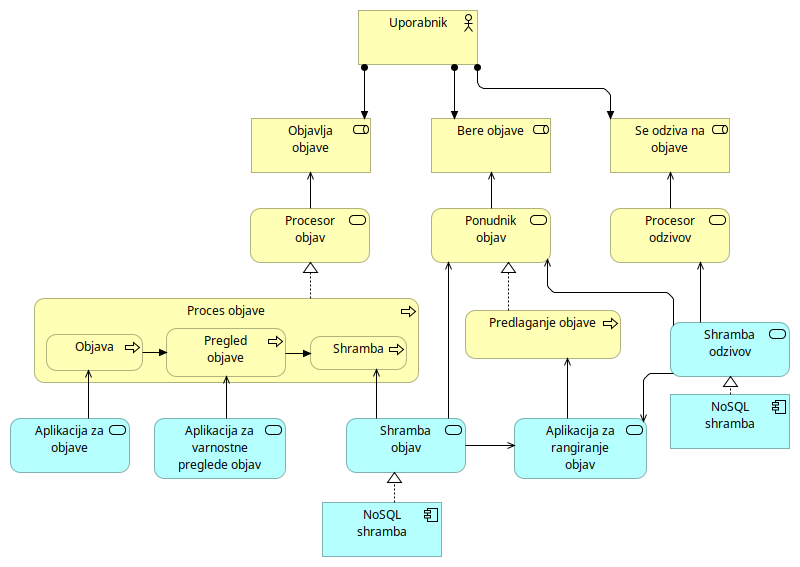 Uporabnik
Objavlja
objave
Bere objave
Se odziva na
objave
Procesor
objav
Ponudnik
objav
Procesor
odzivov
Proces objave
Objava
Pregled
objave
Shramba
Predlaganje objave
Shramba
odzivov
NoSQL
shramba
Aplikacija za
objave
Aplikacija za
varnostne
preglede objav
Shramba
objav
Aplikacija za
rangiranje
objav
NoSQL
shramba